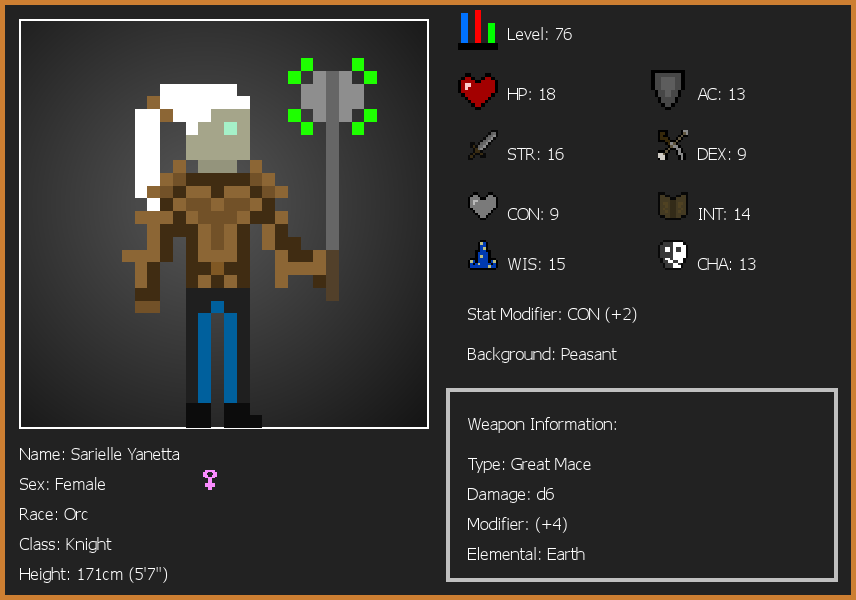 Level: 76
HP: 18
AC: 13
STR: 16
DEX: 9
CON: 9
INT: 14
WIS: 15
CHA: 13
Stat Modifier: CON (+2)
Background: Peasant
Weapon Information:
Type: Great Mace
Damage: d6
Modifier: (+4)
Elemental: Earth
Name: Sarielle Yanetta
Sex: Female
Race: Orc
Class: Knight
Height: 171cm (5'7")